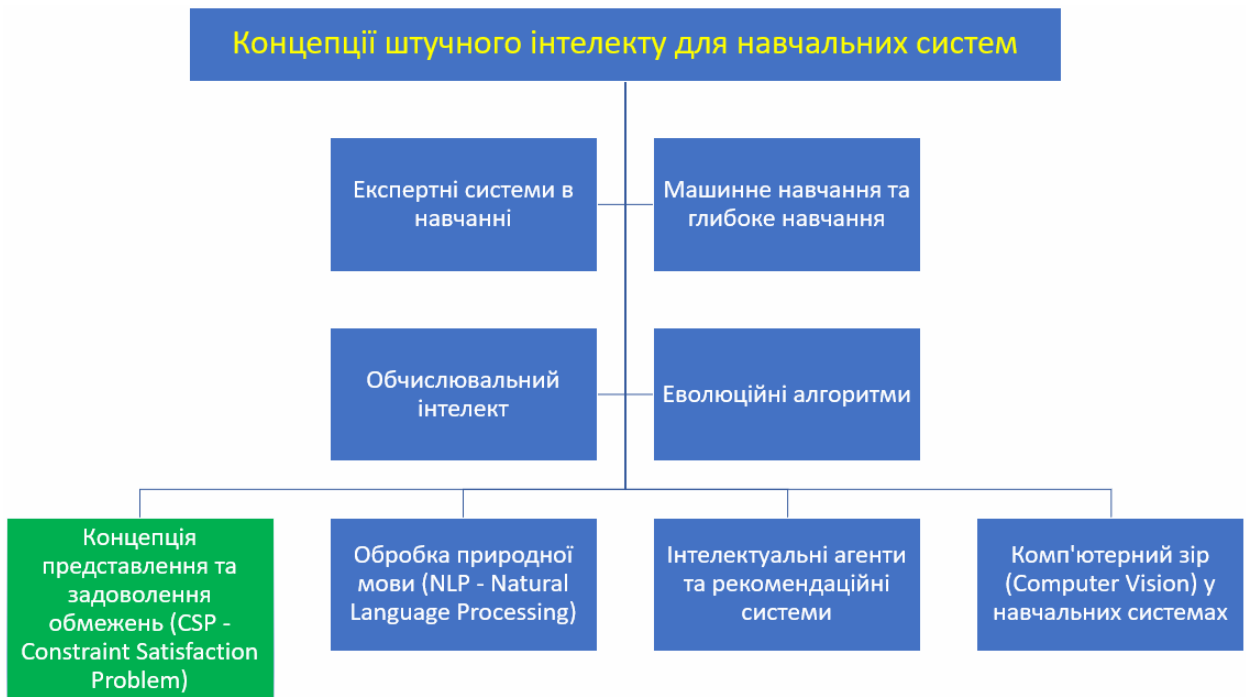 Концепції штучного інтелекту для навчальних систем
Експертні системи в
навчанні
Машинне навчання та
глибоке навчання
Обчислювальний
інтелект
Еволюційні алгоритми
Концепція
представлення та
задоволення
обмежень (CSP -
Constraint Satisfaction
Problem)
Обробка природної
мови (NLP - Natural
Language Processing)
Інтелектуальні агенти
та рекомендаційні
системи
Комп'ютерний зір
(Computer Vision) у
навчальних системах